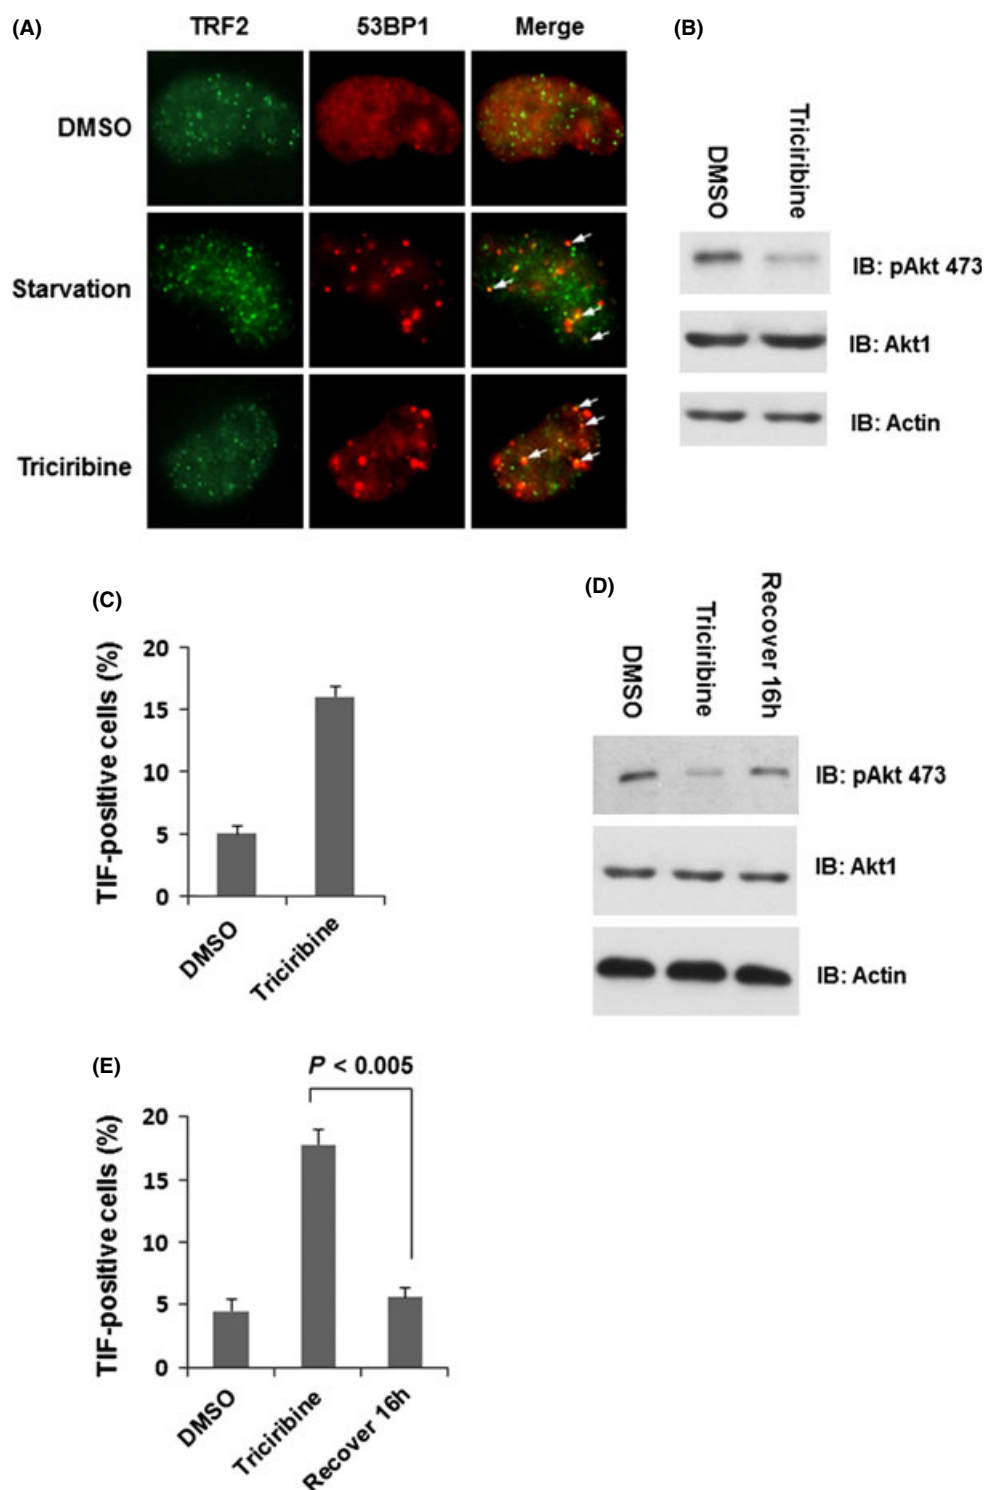 (A)
TRF2 53BP1 Merge
DMSO
Starvation
Triciribine
(B)
DMSO
Triciribine
IB: pAkt 473
IB: Akt1
IB: Actin
(C)
TIF-positive cells (%)
20
15
10
5
0
DMSO
Triciribine
(D)
DMSO
Triciribine
Recover 16h
IB: pAkt 473
IB: Akt1
IB: Actin
(E)
P < 0.005
TIF-positive cells (%)
20
15
10
5
0
DMSO
Triciribine
Recover 16h